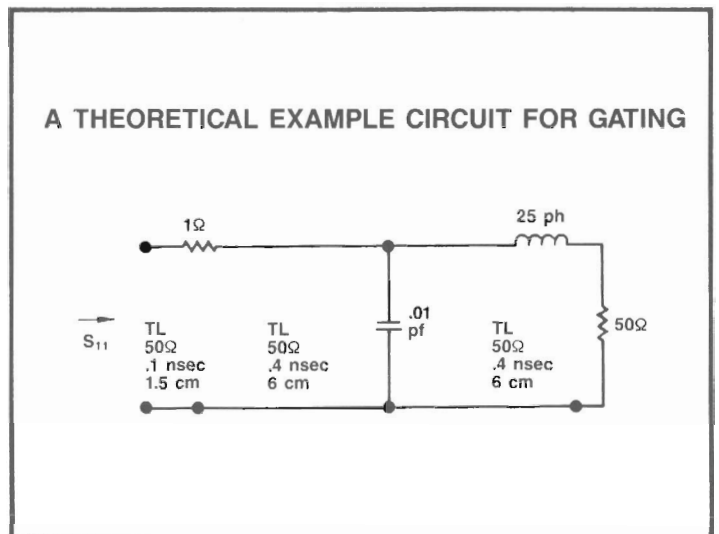 A THEORETICAL EXAMPLE CIRCUIT FOR GATING
1Ω
25 ph
S11
TL
50Ω
.1 nsec
1.5 cm
TL
50Ω
.4 nsec
6 cm
.01
pf
TL
50Ω
.4 nsec
6 cm
50Ω